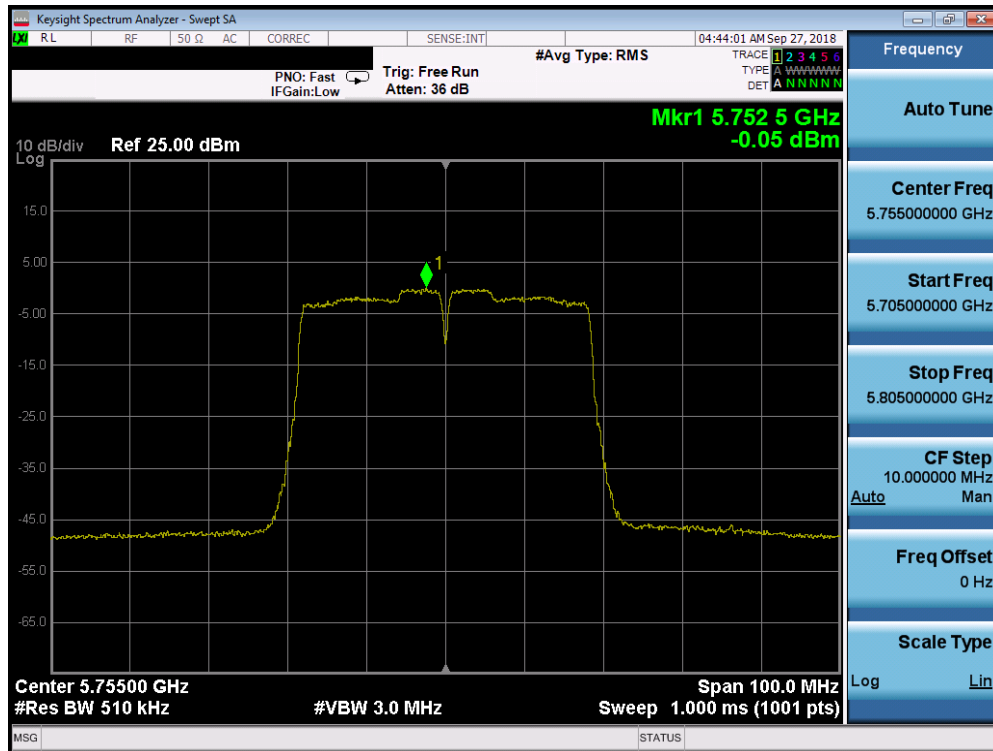 Keysight Spectrum Analyzer - Swept SA
LXI RL RF 50 Ω AC CORREC SENSE:INT 04:44:01 AM Sep 27, 2018
#Avg Type: RMS
TRACE 1 2 3 4 5 6
TYPE A WWWWW
DET A N N N N N
PNO: Fast
IFGain:Low
Trig: Free Run
Atten: 36 dB
Mkr1 5.752 5 GHz
-0.05 dBm
10 dB/div
Log
Ref 25.00 dBm
1
15.0
5.00
-5.00
-15.0
-25.0
-35.0
-45.0
-55.0
-65.0
Center 5.75500 GHz
Span 100.0 MHz
#Res BW 510 kHz
#VBW 3.0 MHz
Sweep 1.000 ms (1001 pts)
MSG
STATUS
Frequency
Auto Tune
Center Freq
5.755000000 GHz
Start Freq
5.705000000 GHz
Stop Freq
5.805000000 GHz
CF Step
10.000000 MHz
Auto Man
Freq Offset
0 Hz
Scale Type
Log Lin